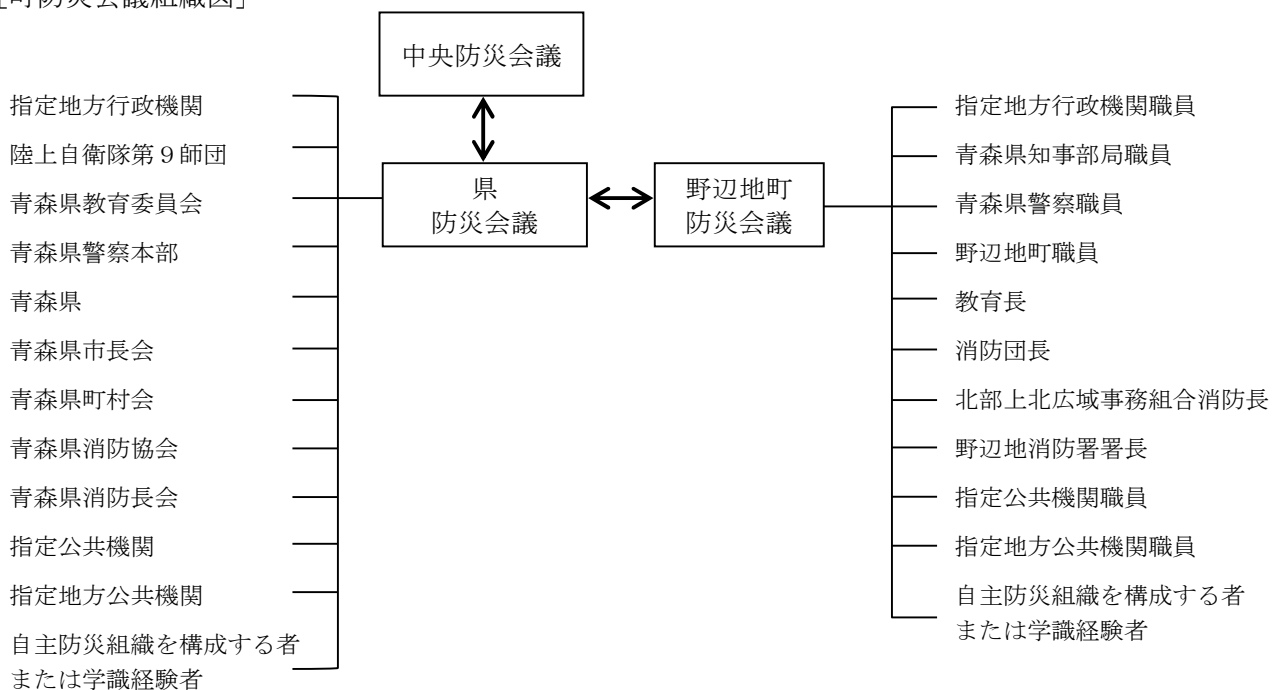 [町防災会議組織図]
中央防災会議
県
防災会議
野辺地町
防災会議
指定地方行政機関
陸上自衛隊第９師団
青森県教育委員会
青森県警察本部
青森県
青森県市長会
青森県町村会
青森県消防協会
青森県消防長会
指定公共機関
指定地方公共機関
自主防災組織を構成する者
または学識経験者
指定地方行政機関職員
青森県知事部局職員
青森県警察職員
野辺地町職員
教育長
消防団長
北部上北広域事務組合消防長
野辺地消防署署長
指定公共機関職員
指定地方公共機関職員
自主防災組織を構成する者
または学識経験者